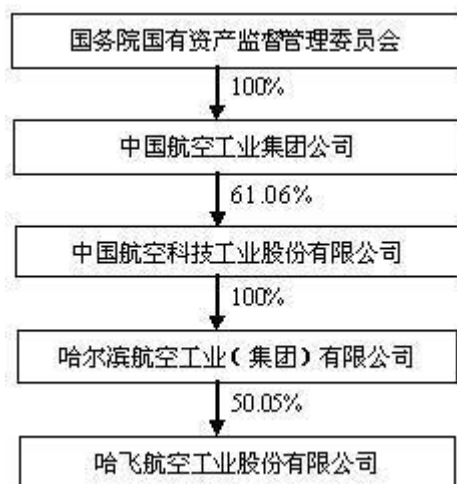 国务院国有资产监督管理委员会
100%
中国航空工业集团公司
61.06%
中国航空科技工业股份有限公司
100%
哈尔滨航空工业（集团）有限公司
50.05%
哈飞航空工业股份有限公司